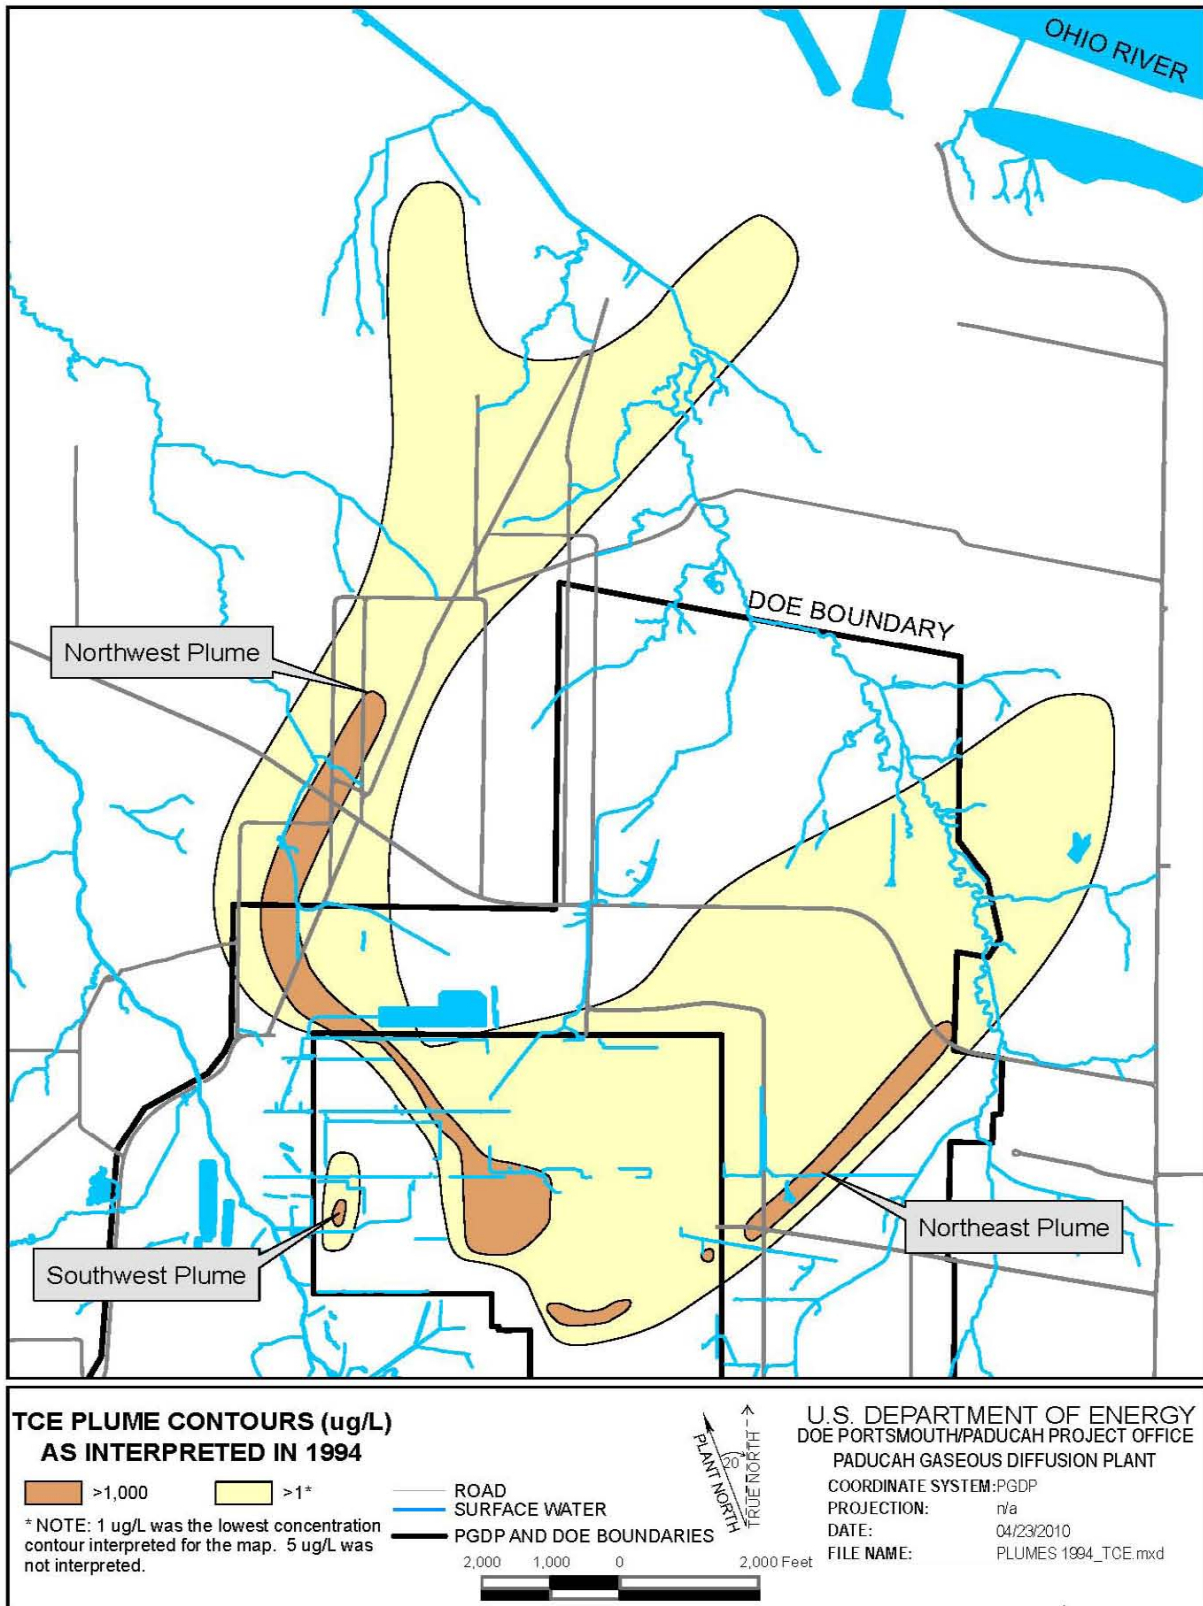 OHIO RIVER
DOE BOUNDARY
Northwest Plume
Northeast Plume
Southwest Plume
TCE PLUME CONTOURS (ug/L)
AS INTERPRETED IN 1994
>1,000
>1*
* NOTE: 1 ug/L was the lowest concentration
contour interpreted for the map. 5 ug/L was
not interpreted.
ROAD
SURFACE WATER
PGDP AND DOE BOUNDARIES
2,000 1,000 0 2,000 Feet
PLANT NORTH
20°
TRUE NORTH
U.S. DEPARTMENT OF ENERGY
DOE PORTSMOUTH/PADUCAH PROJECT OFFICE
PADUCAH GASEOUS DIFFUSION PLANT
COORDINATE SYSTEM: PGDP
PROJECTION: n/a
DATE: 04/23/2010
FILE NAME: PLUMES 1994_TCE.mxd